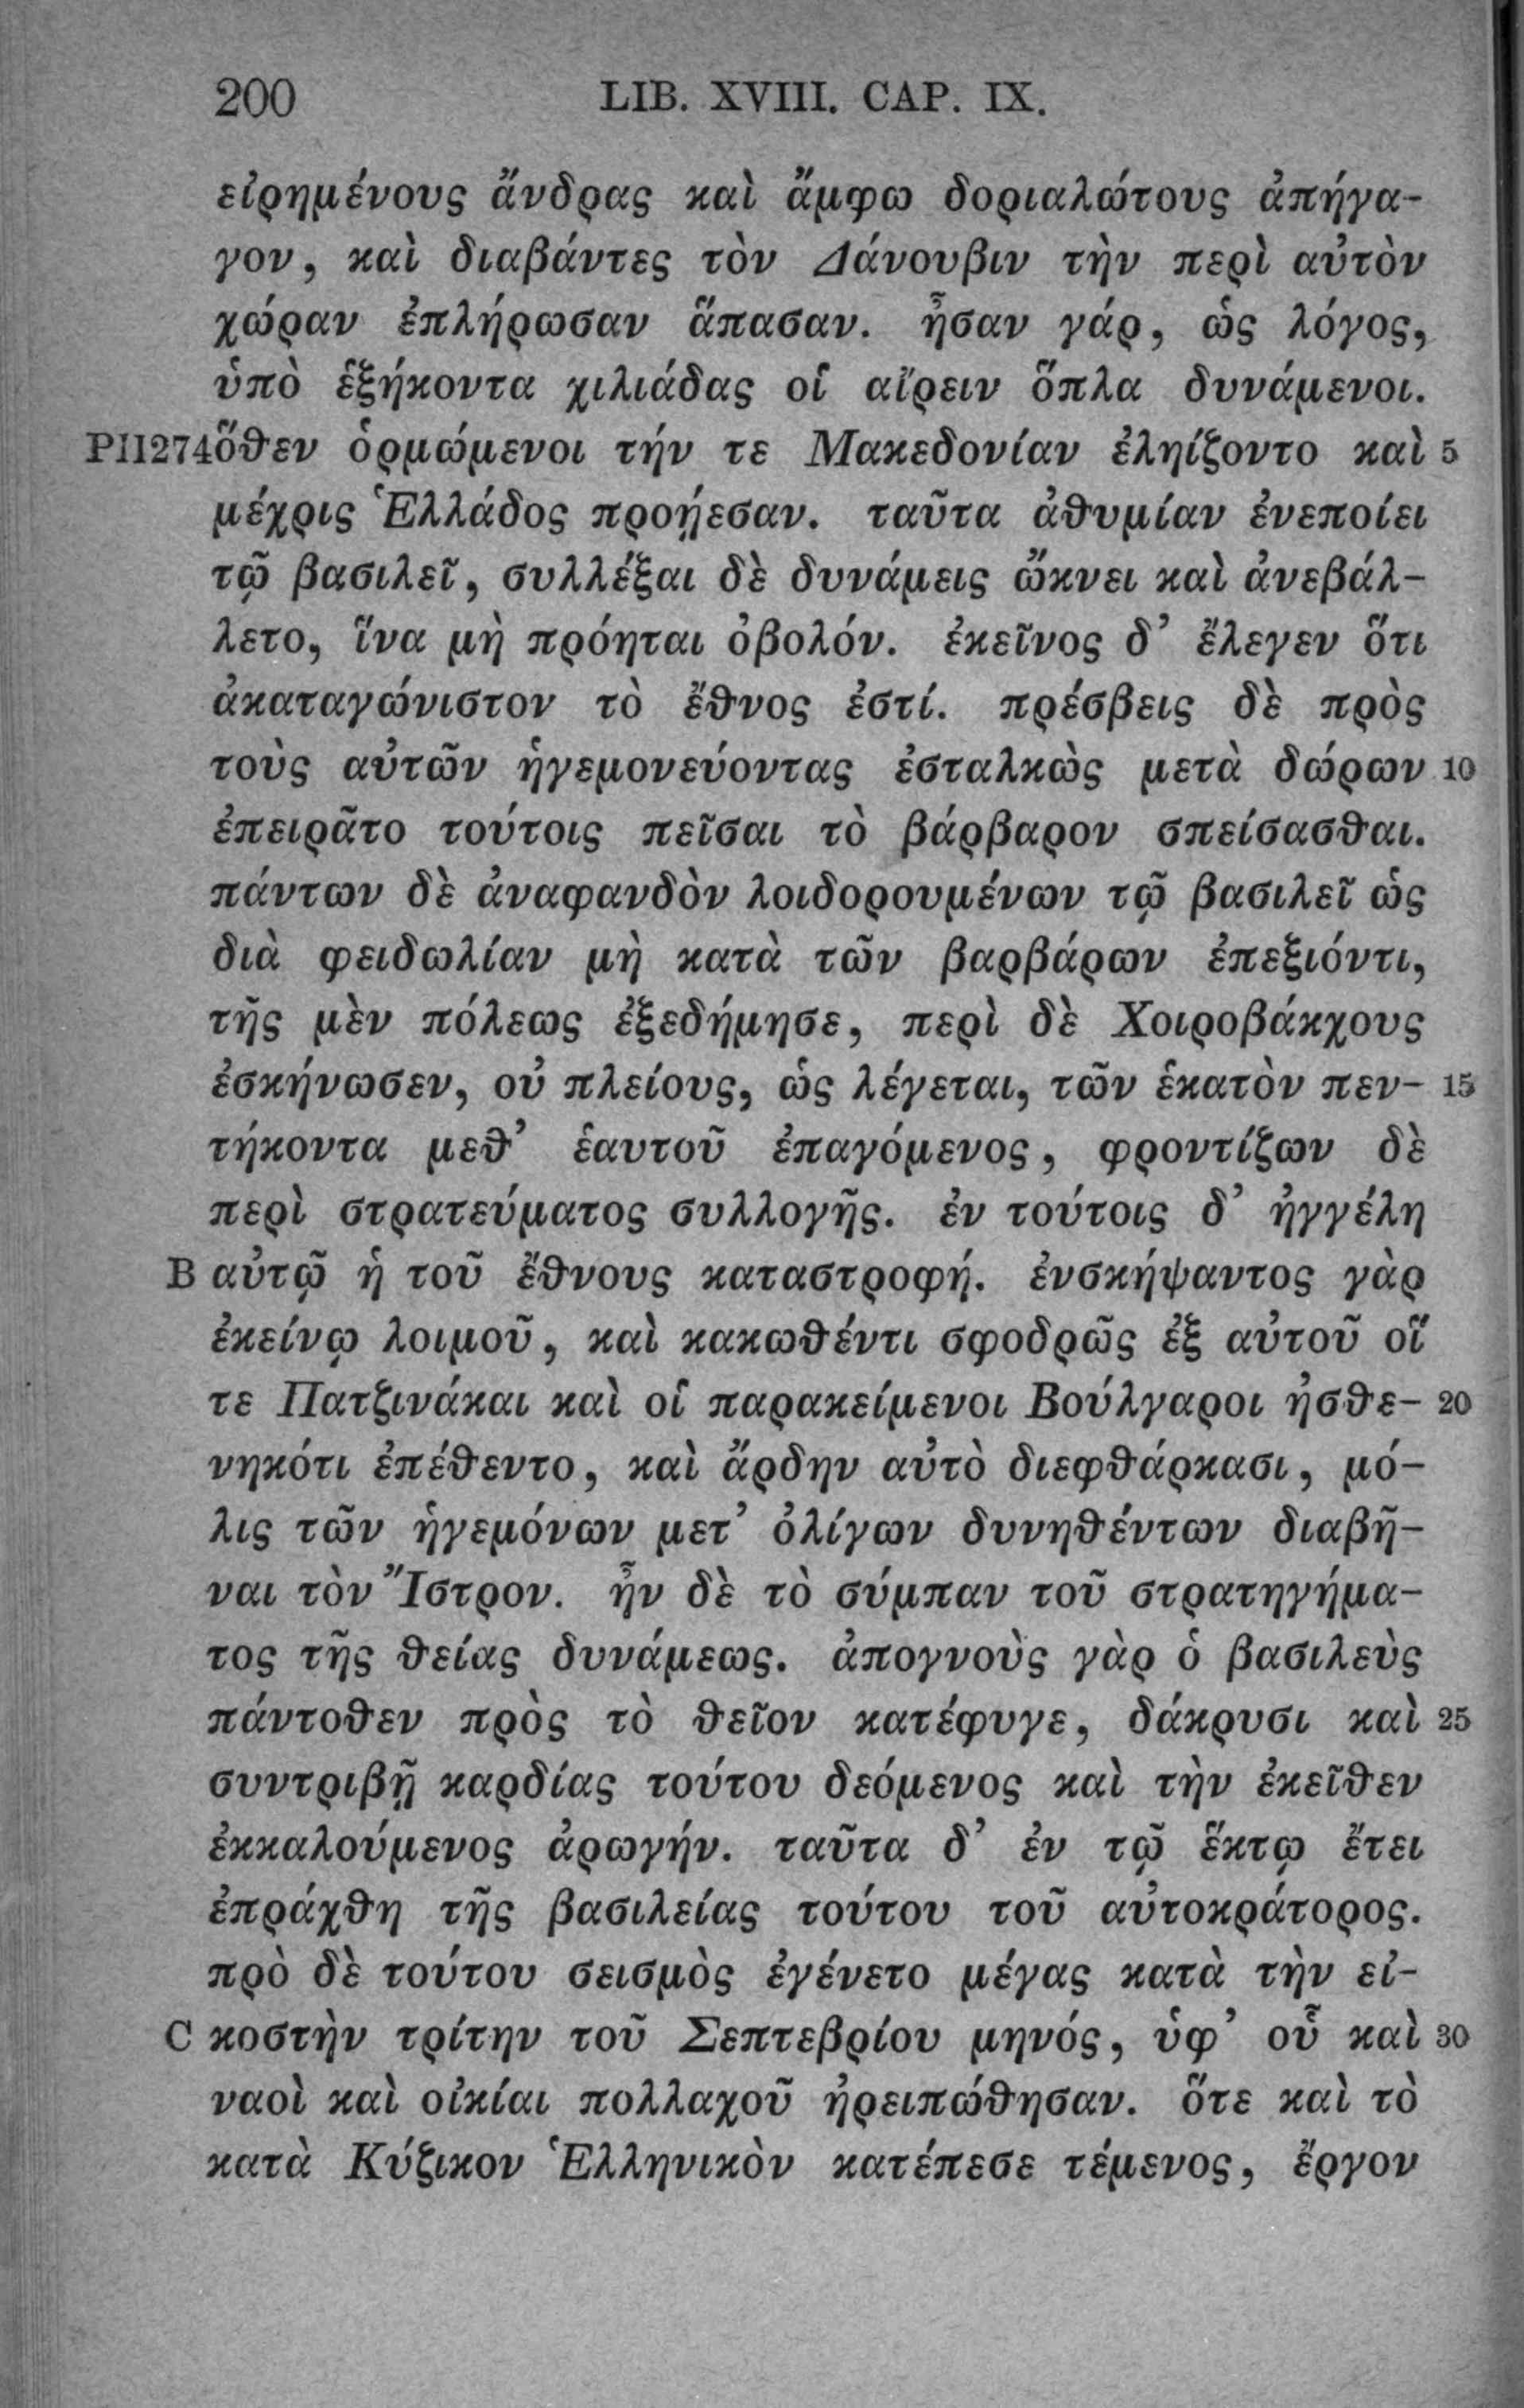 200 LIB. XVIII. CAP. IX.
εἰρημένους ἄνδρας καὶ ἄμφω δοριαλώτους ἀπήγα-
γον, καὶ διαβάντες τὸν Δάνουβιν τὴν περὶ αὐτὸν
χώραν ἐπλήρωσαν ἅπασαν. ἦσαν γάρ, ὡς λόγος,
ὑπὸ ἑξήκοντα χιλιάδας οἱ αἴρειν ὅπλα δυνάμενοι.
PII274 ὅθεν ὁρμώμενοι τήν τε Μακεδονίαν ἐληίζοντο καὶ 5
μέχρις Ἑλλάδος προῄεσαν. ταῦτα ἀθυμίαν ἐνεποίει
τῷ βασιλεῖ, συλλέξαι δὲ δυνάμεις ὤκνει καὶ ἀνεβάλ-
λετο, ἵνα μὴ πρόηται ὀβολόν. ἐκεῖνος δ’ ἔλεγεν ὅτι
ἀκαταγώνιστον τὸ ἔθνος ἐστί. πρέσβεις δὲ πρὸς
τοὺς αὐτῶν ἡγεμονεύοντας ἐσταλκὼς μετὰ δώρων 10
ἐπειρᾶτο τούτοις πεῖσαι τὸ βάρβαρον σπείσασθαι.
πάντων δὲ ἀναφανδὸν λοιδορουμένων τῷ βασιλεῖ ὡς
διὰ φειδωλίαν μὴ κατὰ τῶν βαρβάρων ἐπεξιόντι,
τῆς μὲν πόλεως ἐξεδήμησε, περὶ δὲ Χοιροβάκχους
ἐσκήνωσεν, οὐ πλείους, ὡς λέγεται, τῶν ἑκατὸν πεν- 15
τήκοντα μεθ’ ἑαυτοῦ ἐπαγόμενος, φροντίζων δὲ
περὶ στρατεύματος συλλογῆς. ἐν τούτοις δ’ ἠγγέλη
B αὐτῷ ἡ τοῦ ἔθνους καταστροφή. ἐνσκήψαντος γὰρ
ἐκείνῳ λοιμοῦ, καὶ κακωθέντι σφοδρῶς ἐξ αὐτοῦ οἵ
τε Πατζινάκαι καὶ οἱ παρακείμενοι Βούλγαροι ἠσθε- 20
νηκότι ἐπέθεντο, καὶ ἄρδην αὐτὸ διεφθάρκασι, μό-
λις τῶν ἡγεμόνων μετ’ ὀλίγων δυνηθέντων διαβῆ-
ναι τὸν Ἴστρον. ἦν δὲ τὸ σύμπαν τοῦ στρατηγήμα-
τος τῆς θείας δυνάμεως. ἀπογνοὺς γὰρ ὁ βασιλεὺς
πάντοθεν πρὸς τὸ θεῖον κατέφυγε, δάκρυσι καὶ 25
συντριβῇ καρδίας τούτου δεόμενος καὶ τὴν ἐκεῖθεν
ἐκκαλούμενος ἀρωγήν. ταῦτα δ’ ἐν τῷ ἕκτῳ ἔτει
ἐπράχθη τῆς βασιλείας τούτου τοῦ αὐτοκράτορος.
πρὸ δὲ τούτου σεισμὸς ἐγένετο μέγας κατὰ τὴν εἰ-
C κοστὴν τρίτην τοῦ Σεπτεβρίου μηνός, ὑφ’ οὗ καὶ 30
ναοὶ καὶ οἰκίαι πολλαχοῦ ἠρειπώθησαν. ὅτε καὶ τὸ
κατὰ Κύζικον Ἑλληνικὸν κατέπεσε τέμενος, ἔργον